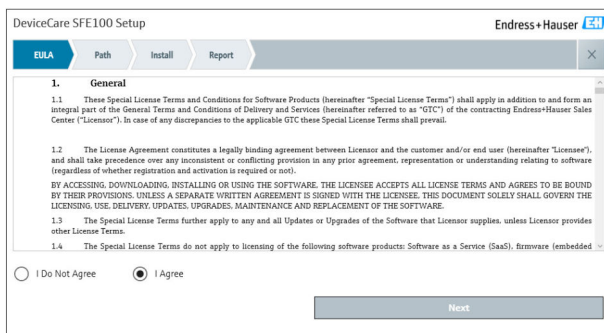 DeviceCare SFE100 Setup
Endress+Hauser EH
EULA Path Install Report
1. General
1.1 These Special License Terms and Conditions for Software Products (hereinafter "Special License Terms") shall apply in addition to and form an
integral part of the General Terms and Conditions of Delivery and Services (hereinafter referred to as "GTC") of the contracting Endress+Hauser Sales
Center ("Licensor"). In case of any discrepancies to the applicable GTC these Special License Terms shall prevail.
1.2 The License Agreement constitutes a legally binding agreement between Licensor and the customer and/or end user (hereinafter "Licensee"),
and shall take precedence over any inconsistent or conflicting provision in any prior agreement, representation or understanding relating to software
(regardless of whether registration and activation is required or not).
BY ACCESSING, DOWNLOADING, INSTALLING OR USING THE SOFTWARE, THE LICENSEE ACCEPTS ALL LICENSE TERMS AND AGREES TO BE BOUND
BY THEIR PROVISIONS. UNLESS A SEPARATE WRITTEN AGREEMENT IS SIGNED WITH THE LICENSEE, THIS DOCUMENT SOLELY SHALL GOVERN THE
LICENSING, USE, DELIVERY, UPDATES, UPGRADES, MAINTENANCE AND REPLACEMENT OF THE SOFTWARE.
1.3 The Special License Terms further apply to any and all Updates or Upgrades of the Software that Licensor supplies, unless Licensor provides
other License Terms.
1.4 The Special License Terms do not apply to licensing of the following software products: Software as a Service (SaaS), firmware (embedded
I Do Not Agree I Agree
Next